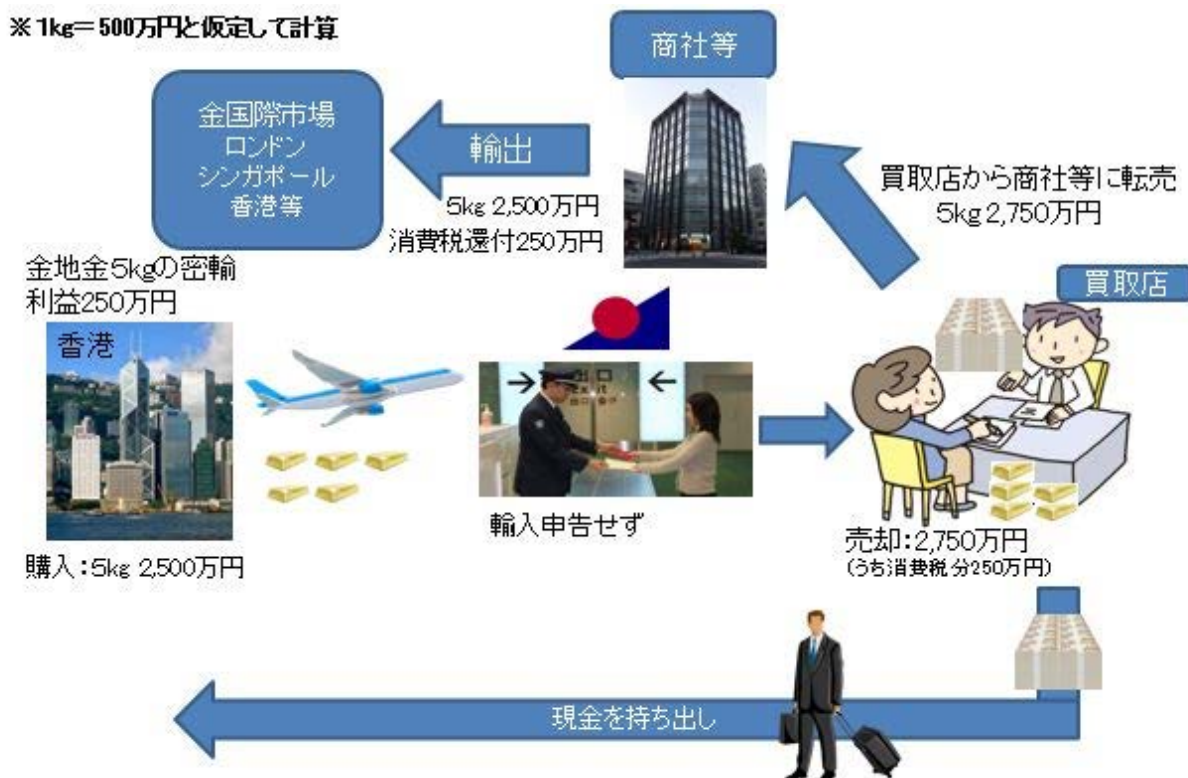 ※1kg=500万円と仮定して計算
商社等
金国際市場
ロンドン
シンガポール
香港等
輸出
5kg 2,500万円
消費税還付250万円
買取店から商社等に転売
5kg 2,750万円
買取店
金地金5kgの密輸
利益250万円
香港
購入:5kg 2,500万円
出口
輸入申告せず
売却:2,750万円
(うち消費税分250万円)
現金を持ち出し